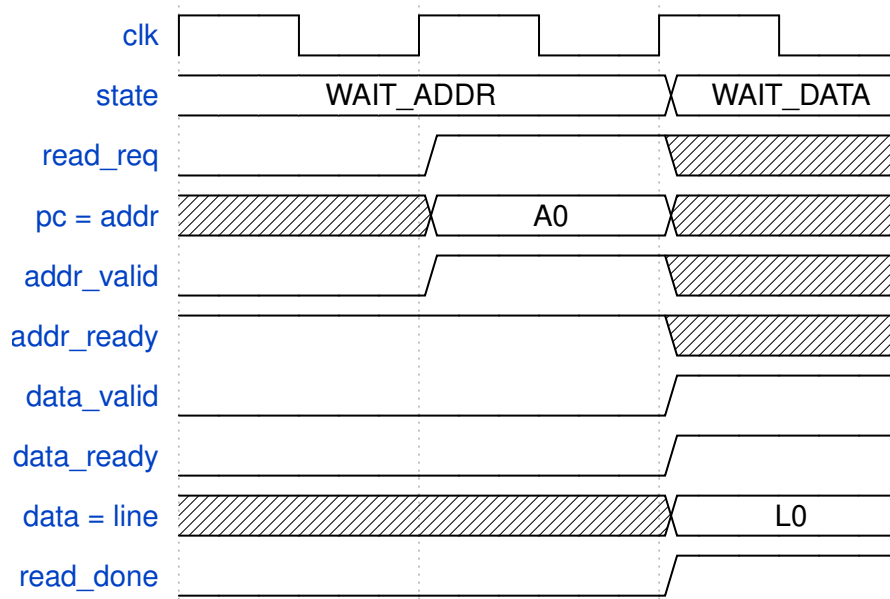 clk
state WAIT_ADDR WAIT_DATA
read_req
pc = addr A0
addr_valid
addr_ready
data_valid
data_ready
data = line L0
read_done